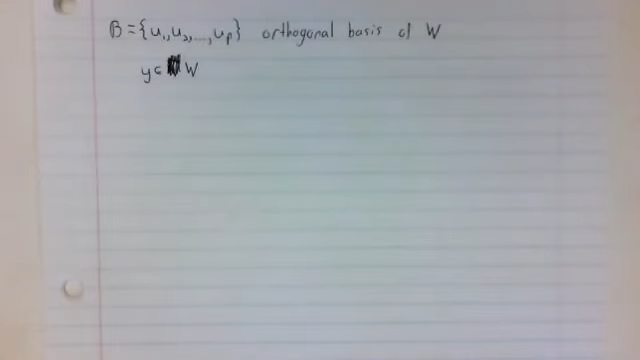 B = {u₁, u₂, ..., uₚ} orthogonal basis of W
y ∈ W